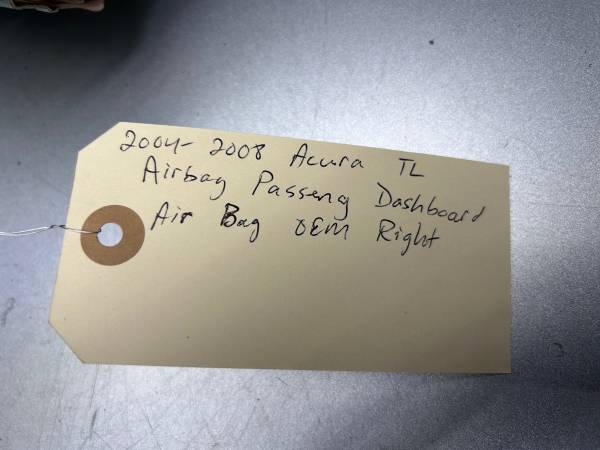 2004-2008 Acura TL
Airbag Passeng Dashboard
Air Bag OEM Right